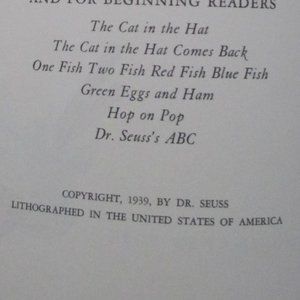 AND FOR BEGINNING READERS
The Cat in the Hat
The Cat in the Hat Comes Back
One Fish Two Fish Red Fish Blue Fish
Green Eggs and Ham
Hop on Pop
Dr. Seuss's ABC
COPYRIGHT, 1939, BY DR. SEUSS
LITHOGRAPHED IN THE UNITED STATES OF AMERICA